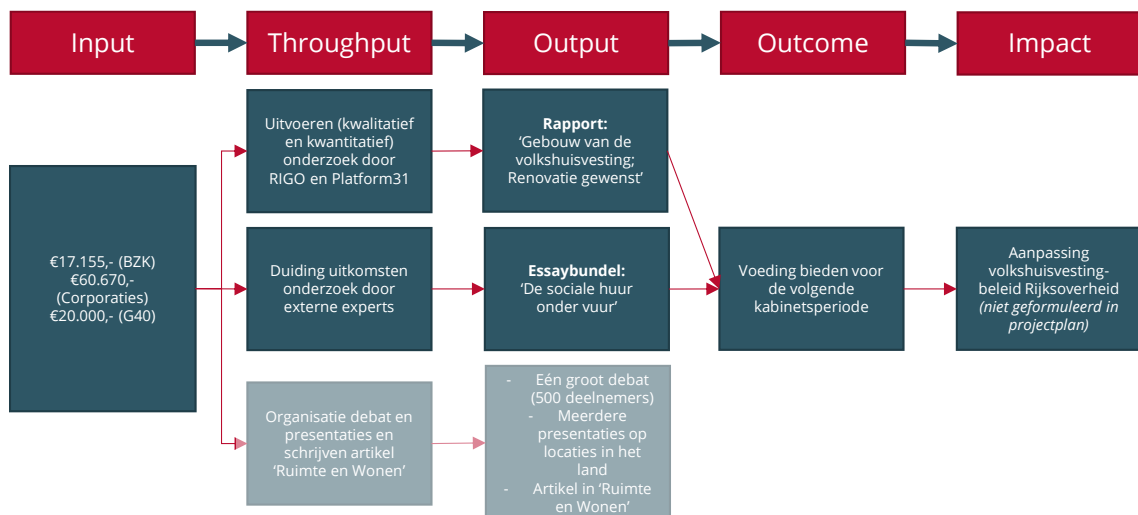 Input
Throughput
Output
Outcome
Impact
€17.155,- (BZK)
€60.670,-
(Corporaties)
€20.000,- (G40)
Uitvoeren (kwalitatief
en kwantitatief)
onderzoek door
RIGO en Platform31
Rapport:
‘Gebouw van de
volkshuisvesting;
Renovatie gewenst’
Duiding uitkomsten
onderzoek door
externe experts
Essaybundel:
‘De sociale huur
onder vuur’
Voeding bieden voor
de volgende
kabinetsperiode
Aanpassing
volkshuisvesting-
beleid Rijksoverheid
(niet geformuleerd in
projectplan)
Organisatie debat en
presentaties en
schrijven artikel
‘Ruimte en Wonen’
- Eén groot debat
(500 deelnemers)
- Meerdere
presentaties op
locaties in het
land
- Artikel in ‘Ruimte
en Wonen’